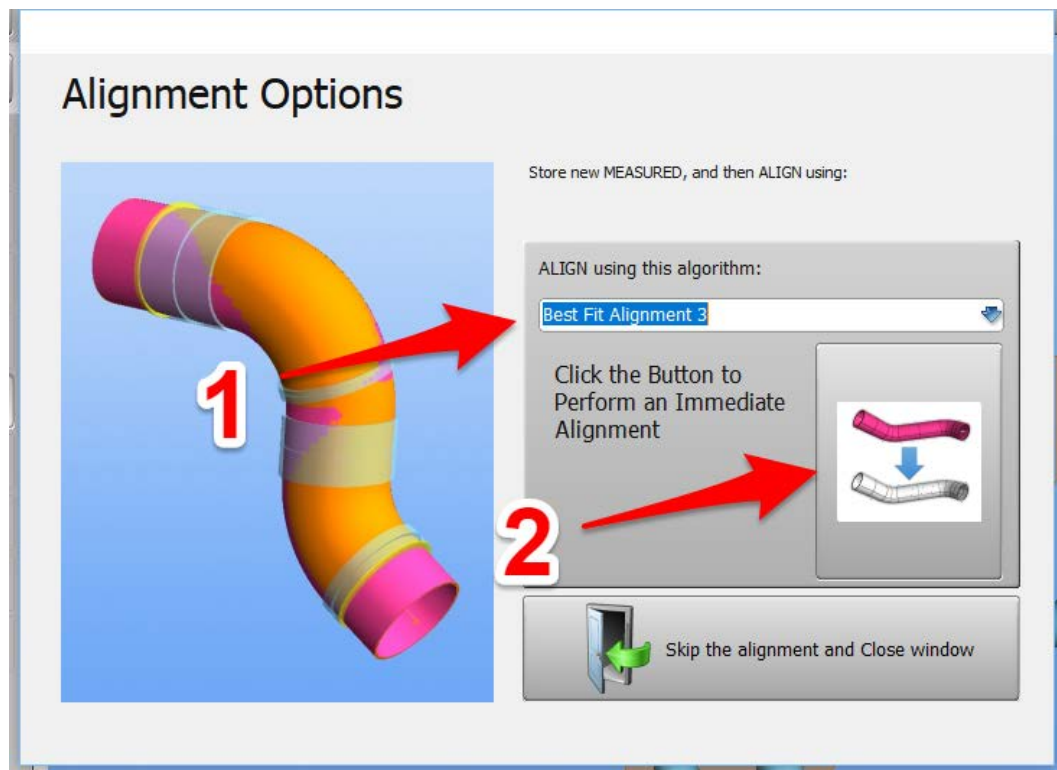 Alignment Options
Store new MEASURED, and then ALIGN using:
ALIGN using this algorithm:
Best Fit Alignment 3
Click the Button to
Perform an Immediate
Alignment
1
2
Skip the alignment and Close window